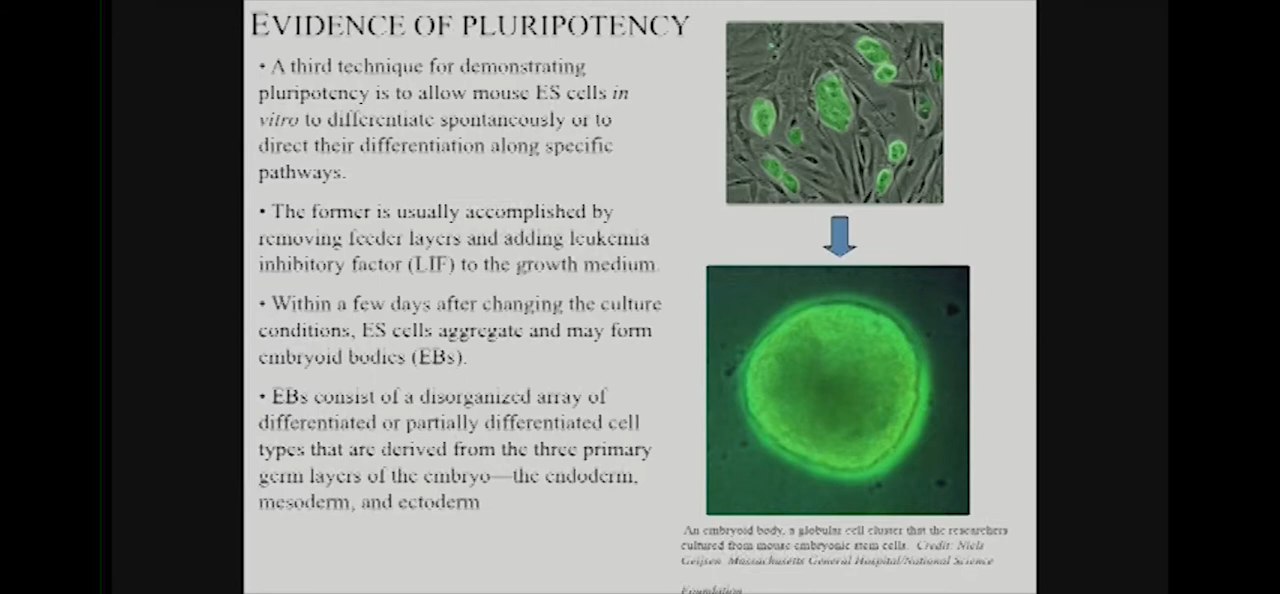 EVIDENCE OF PLURIPOTENCY
• A third technique for demonstrating
pluripotency is to allow mouse ES cells in
vitro to differentiate spontaneously or to
direct their differentiation along specific
pathways.
• The former is usually accomplished by
removing feeder layers and adding leukemia
inhibitory factor (LIF) to the growth medium.
• Within a few days after changing the culture
conditions, ES cells aggregate and may form
embryoid bodies (EBs).
• EBs consist of a disorganized array of
differentiated or partially differentiated cell
types that are derived from the three primary
germ layers of the embryo—the endoderm,
mesoderm, and ectoderm
An embryoid body, a globular cell cluster that the researchers
cultured from mouse embryonic stem cells. Credit: Niels
Geijsen, Massachusetts General Hospital/National Science
Foundation